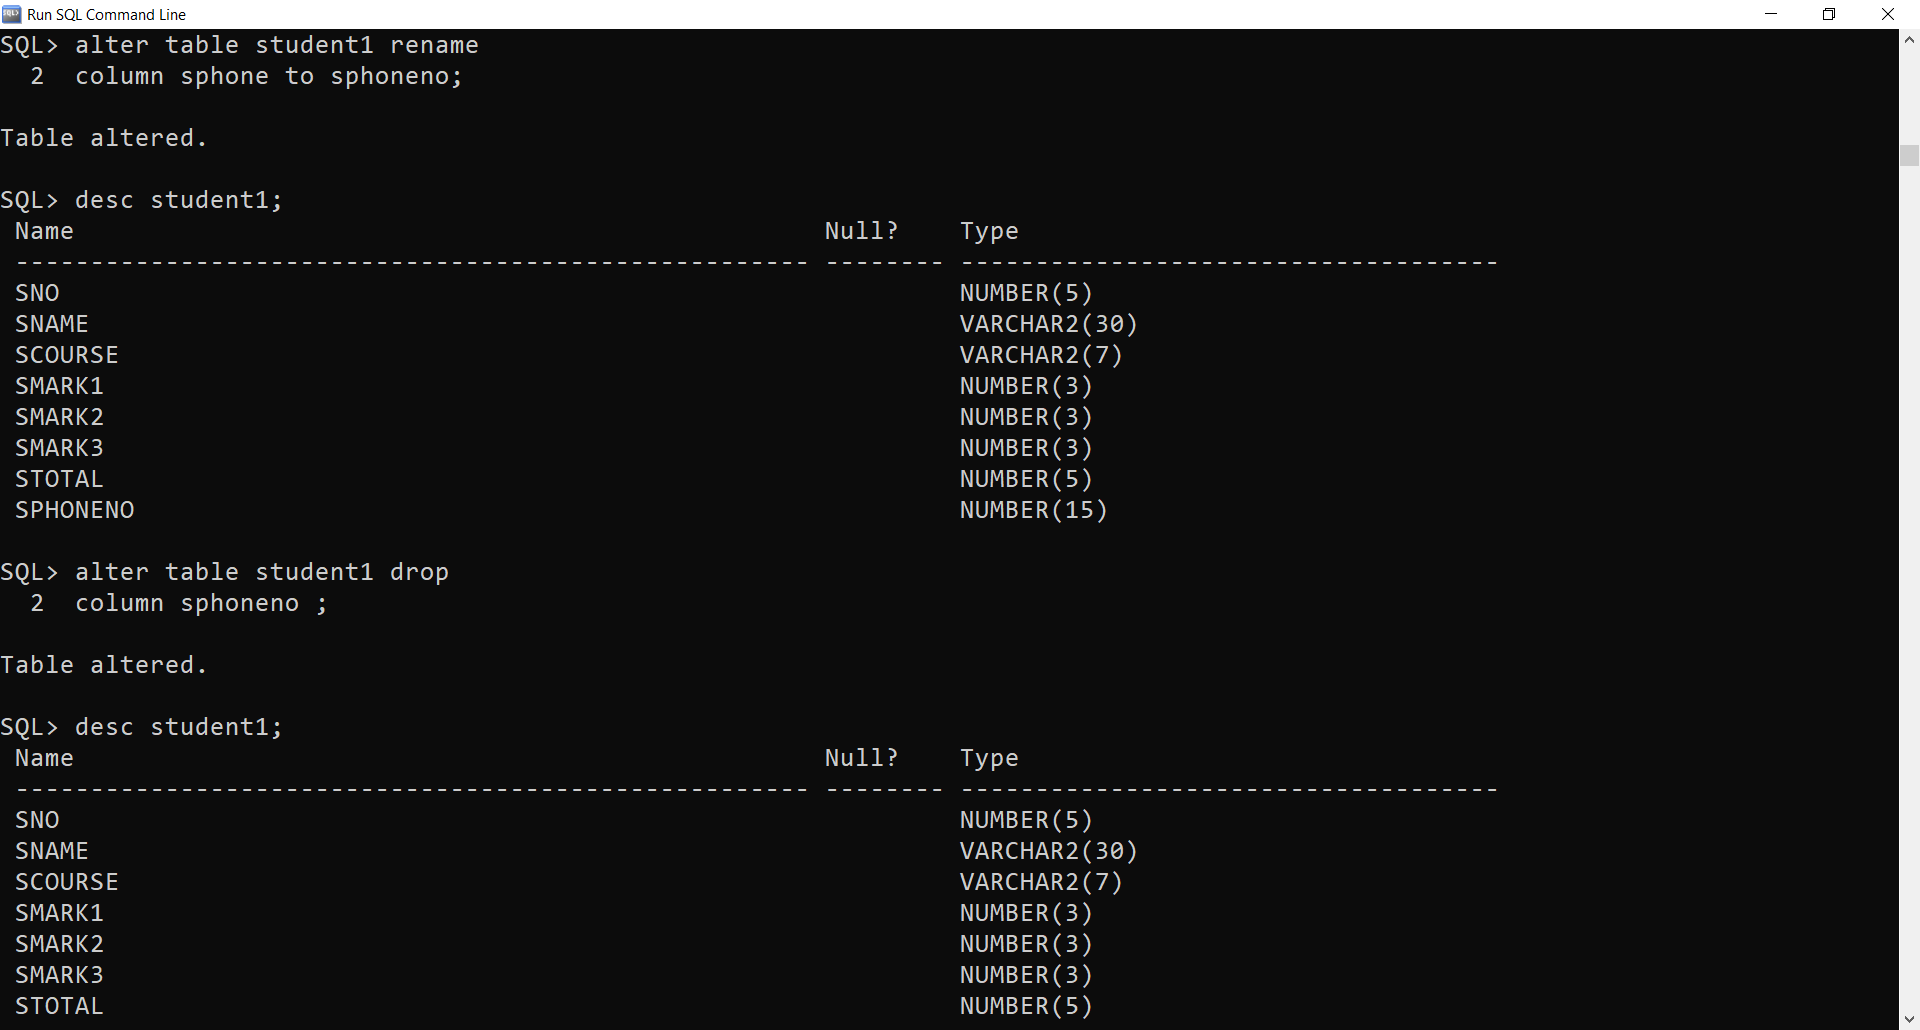 Run SQL Command Line
SQL> alter table student1 rename
  2  column sphone to sphoneno;

Table altered.

SQL> desc student1;
 Name                                                  Null?    Type
 ----------------------------------------------------- -------- ------------------------------------
 SNO                                                            NUMBER(5)
 SNAME                                                          VARCHAR2(30)
 SCOURSE                                                        VARCHAR2(7)
 SMARK1                                                         NUMBER(3)
 SMARK2                                                         NUMBER(3)
 SMARK3                                                         NUMBER(3)
 STOTAL                                                         NUMBER(5)
 SPHONENO                                                       NUMBER(15)

SQL> alter table student1 drop
  2  column sphoneno ;

Table altered.

SQL> desc student1;
 Name                                                  Null?    Type
 ----------------------------------------------------- -------- ------------------------------------
 SNO                                                            NUMBER(5)
 SNAME                                                          VARCHAR2(30)
 SCOURSE                                                        VARCHAR2(7)
 SMARK1                                                         NUMBER(3)
 SMARK2                                                         NUMBER(3)
 SMARK3                                                         NUMBER(3)
 STOTAL                                                         NUMBER(5)